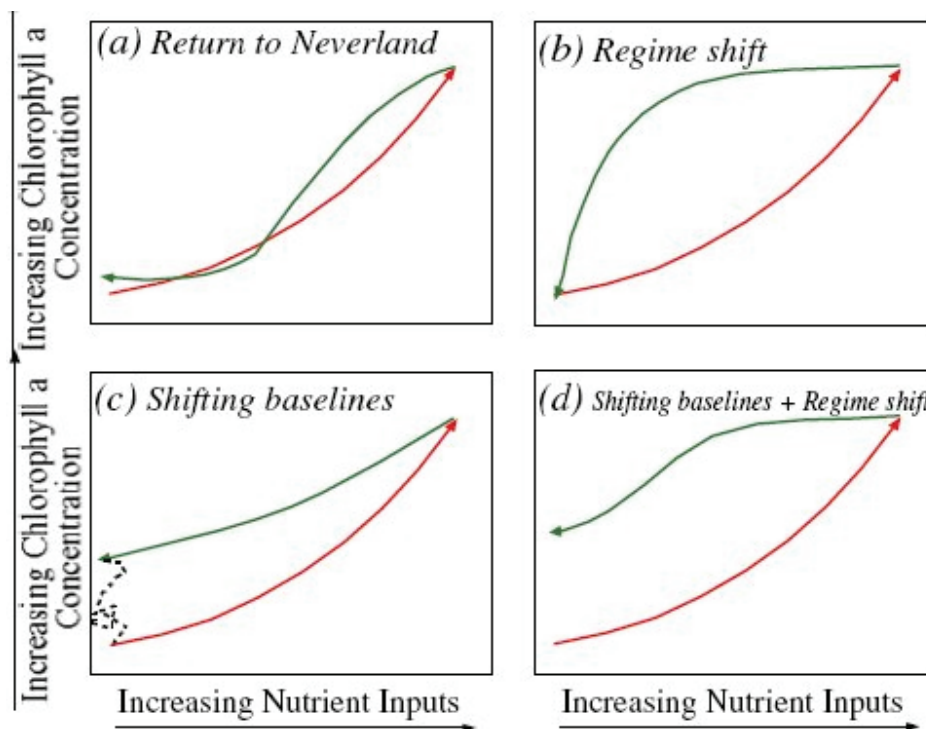 (a) Return to Neverland
(b) Regime shift
Increasing Chlorophyll a
Concentration
(c) Shifting baselines
(d) Shifting baselines + Regime shift
Increasing Chlorophyll a
Concentration
Increasing Nutrient Inputs
Increasing Nutrient Inputs